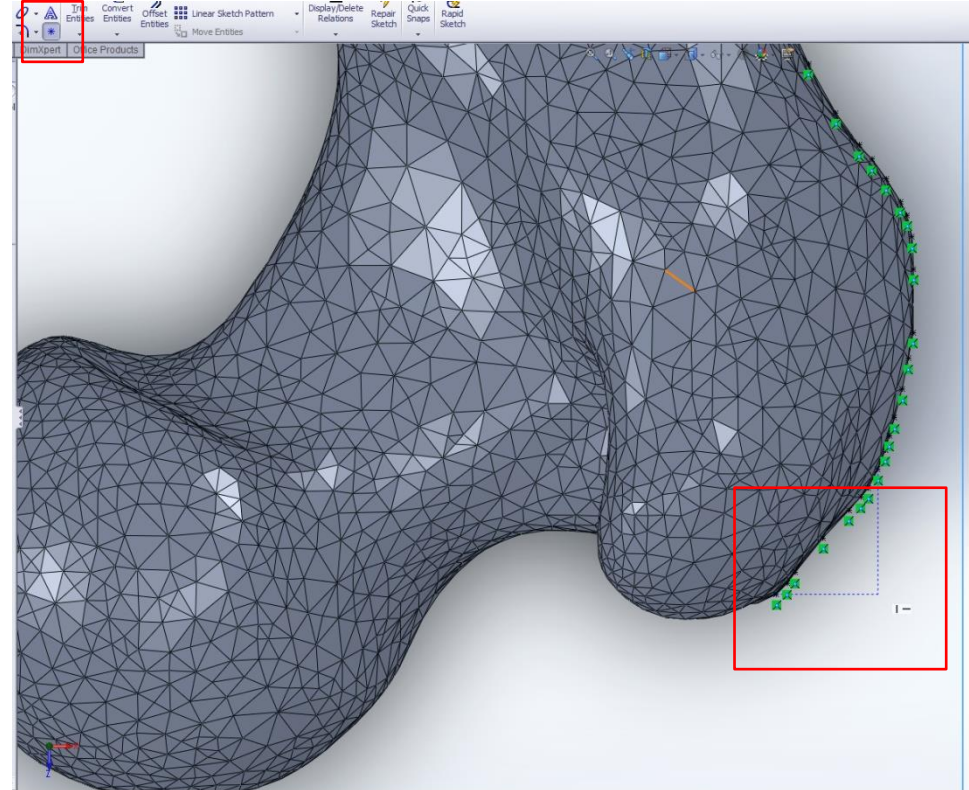 Trim Entities
Convert Entities
Offset Entities
Linear Sketch Pattern
Move Entities
Display/Delete Relations
Repair Sketch
Quick Snaps
Rapid Sketch
DimXpert
Office Products
Z